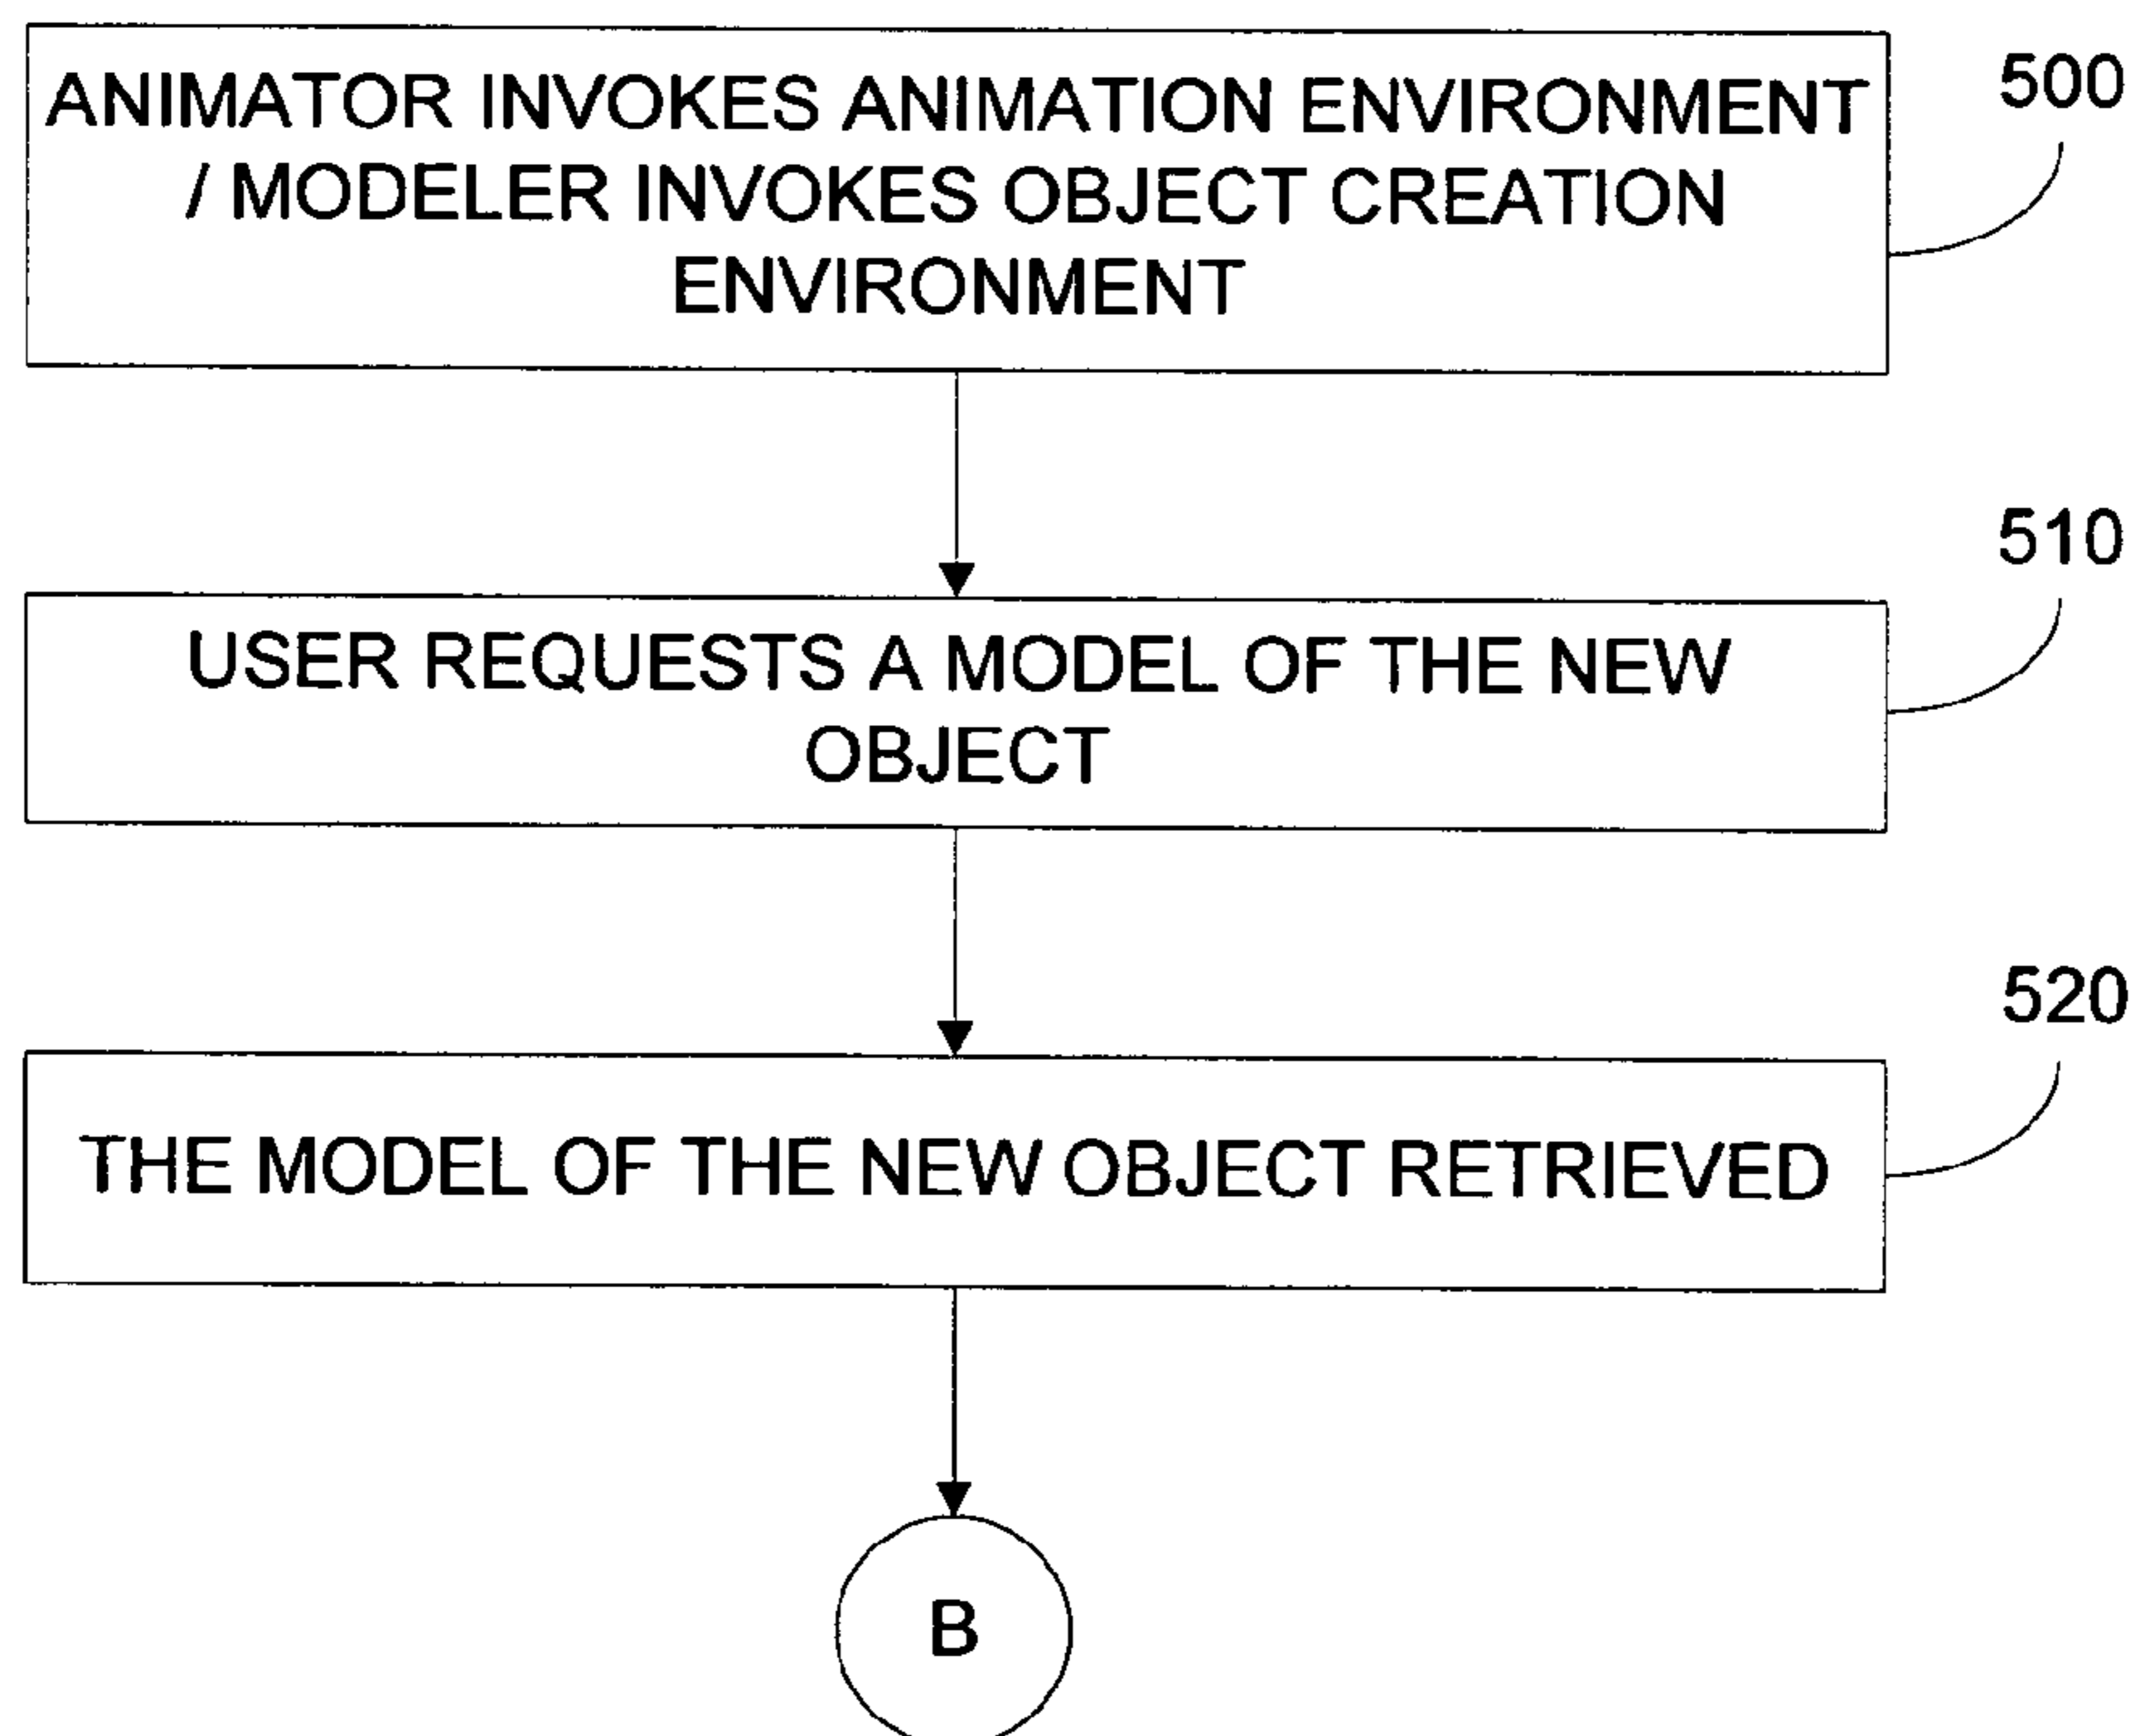 ANIMATOR INVOKES ANIMATION ENVIRONMENT
/ MODELER INVOKES OBJECT CREATION
ENVIRONMENT
500
USER REQUESTS A MODEL OF THE NEW
OBJECT
510
THE MODEL OF THE NEW OBJECT RETRIEVED
520
B